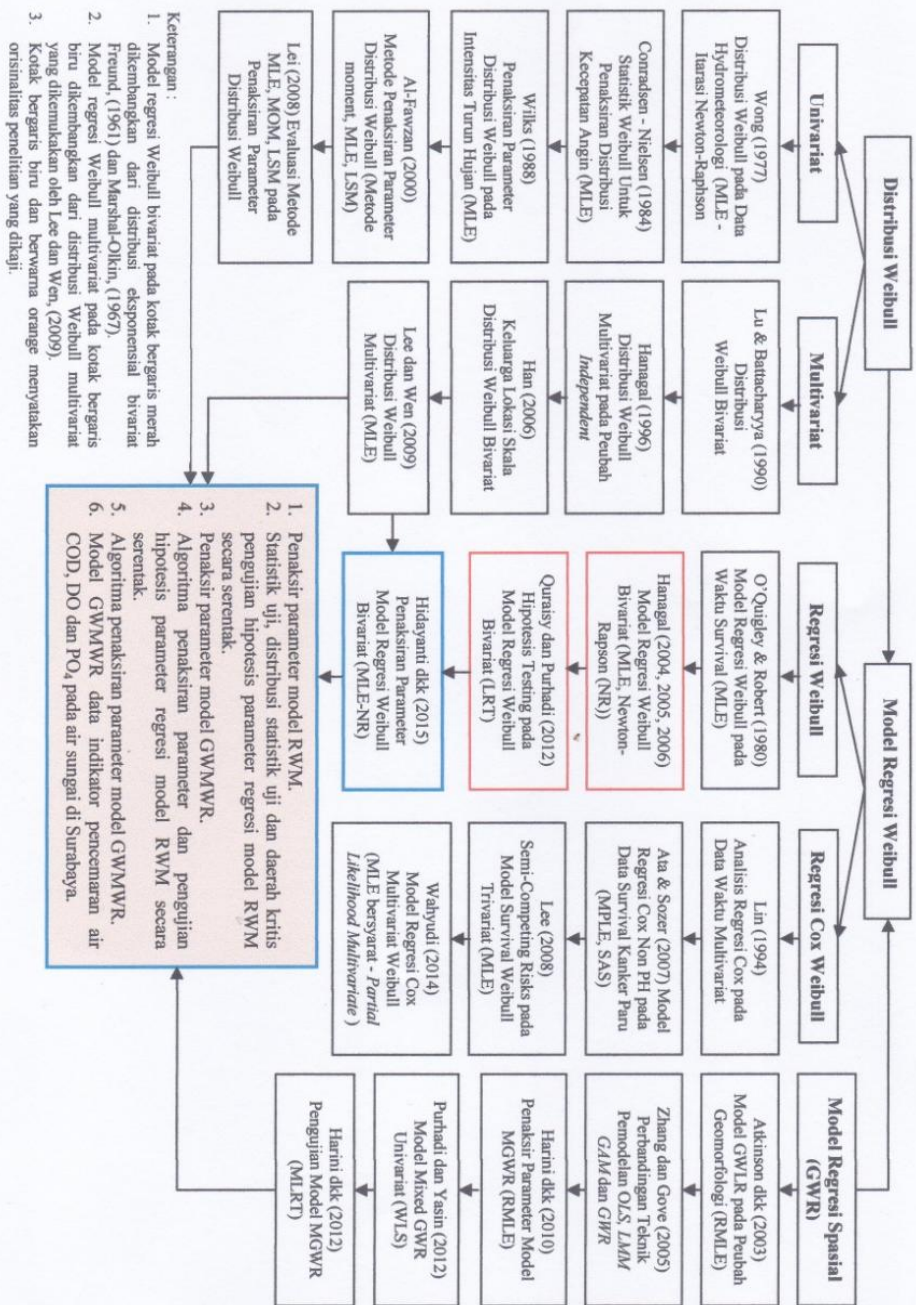 Distribusi Weibull
Model Regresi Weibull
Univariat
Multivariat
Regresi Weibull
Regresi Cox Weibull
Model Regresi Spasial
(GWR)
Wong (1977)
Distribusi Weibull pada Data
Hydrometeorologi (MLE -
Itarasi Newton-Raphson
Conradsen - Nielsen (1984)
Statistik Weibull Untuk
Penaksiran Distribusi
Kecepatan Angin (MLE)
Wilks (1988)
Penaksiran Parameter
Distribusi Weibull pada
Intensitas Turun Hujan (MLE)
Al-Fawzan (2000)
Metode Penaksiran Parameter
Distribusi Weibull (Metode
moment, MLE, LSM)
Lei (2008) Evaluasi Metode
MLE, MOM, LSM pada
Penaksiran Parameter
Distribusi Weibull
Lu & Battacharyya (1990)
Distribusi
Weibull Bivariat
Hanagal (1996)
Distribusi Weibull
Multivariat pada Peubah
Independent
Han (2006)
Keluarga Lokasi Skala
Distribusi Weibull Bivariat
Lee dan Wen (2009)
Distribusi Weibull
Multivariat (MLE)
O'Quigley & Robert (1980)
Model Regresi Weibull pada
Waktu Survival (MLE)
Hanagal (2004, 2005, 2006)
Model Regresi Weibull
Bivariat (MLE, Newton-
Rapson (NR))
Quraisy dan Purhadi (2012)
Hipotesis Testing pada
Model Regresi Weibull
Bivariat (LRT)
Hidayanti dkk (2015)
Penaksiran Parameter
Model Regresi Weibull
Bivariat (MLE-NR)
Lin (1994)
Analisis Regresi Cox pada
Data Waktu Multivariat
Ata & Sozer (2007) Model
Regresi Cox Non PH pada
Data Survival Kanker Paru
(MPLE, SAS)
Lee (2008)
Semi-Competing Risks pada
Model Survival Weibull
Trivariat (MLE)
Wahyudi (2014)
Model Regresi Cox
Multivariat Weibull
(MLE bersyarat - Partial
Likelihood Multivariate )
Atkinson dkk (2003)
Model GWLR pada Peubah
Geomorfologi (RMLE)
Zhang dan Gove (2005)
Perbandingan Teknik
Pemodelan OLS, LMM
GAM dan GWR
Harini dkk (2010)
Penaksir Parameter Model
MGWR (RMLE)
Purhadi dan Yasin (2012)
Model Mixed GWR
Univariat (WLS)
Harini dkk (2012)
Pengujian Model MGWR
(MLRT)
1. Penaksir parameter model RWM.
2. Statistik uji, distribusi statistik uji dan daerah kritis
pengujian hipotesis parameter regresi model RWM
secara serentak.
3. Penaksir parameter model GWMWR.
4. Algoritma penaksiran parameter dan pengujian
hipotesis parameter regresi model RWM secara
serentak.
5. Algoritma penaksiran parameter model GWMWR.
6. Model GWMWR data indikator pencemaran air
COD, DO dan PO₄ pada air sungai di Surabaya.
Keterangan :
1. Model regresi Weibull bivariat pada kotak bergaris merah
dikembangkan dari distribusi eksponensial bivariat
Freund, (1961) dan Marshal-Olkin, (1967).
2. Model regresi Weibull multivariat pada kotak bergaris
biru dikembangkan dari distribusi Weibull multivariat
yang dikemukakan oleh Lee dan Wen, (2009).
3. Kotak bergaris biru dan berwarna orange menyatakan
orisinalitas penelitian yang dikaji.